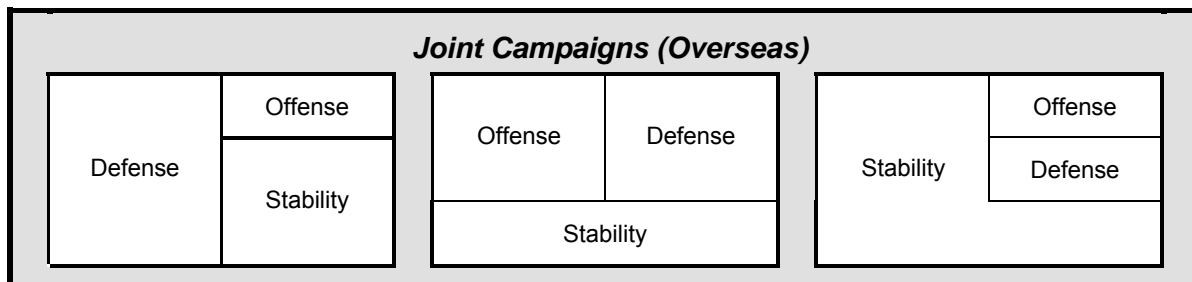 Joint Campaigns (Overseas)
Defense
Offense
Stability
Offense
Defense
Stability
Stability
Offense
Defense